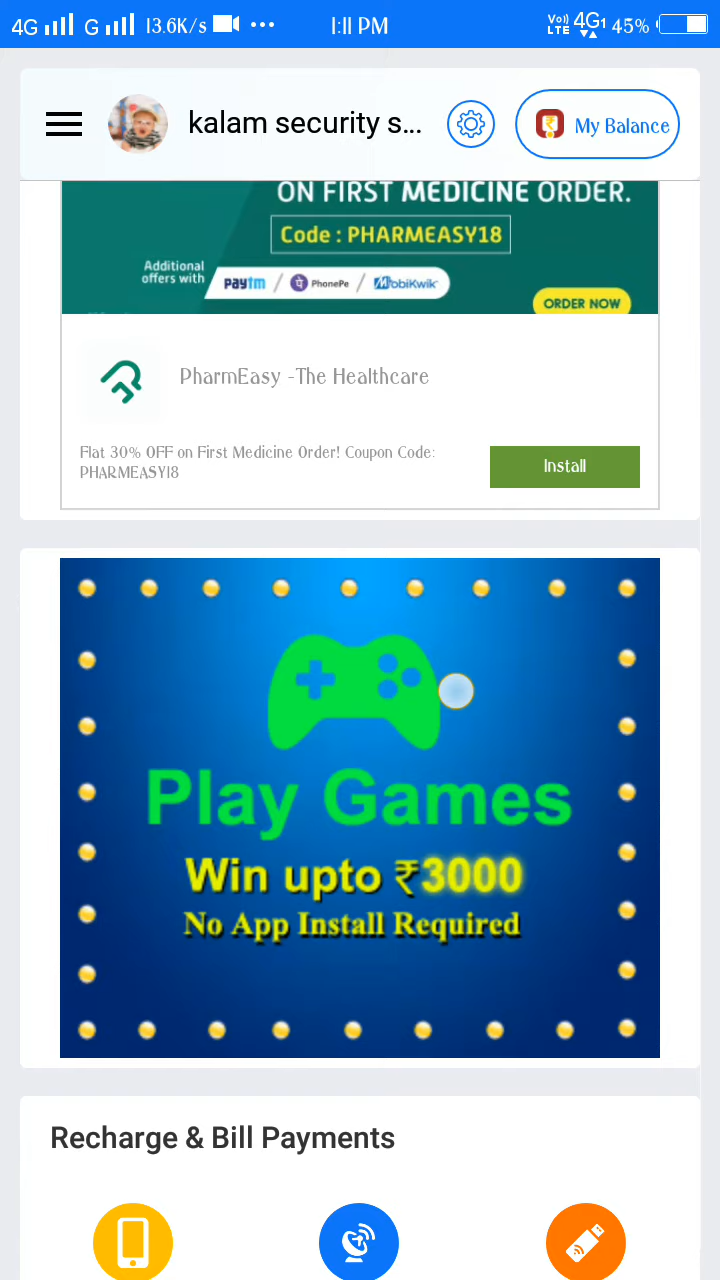 4G G 13.6K/s ... 1:11 PM VoD LTE 4G1 45%
kalam security s... My Balance
ON FIRST MEDICINE ORDER.
Code : PHARMEASY18
Additional
offers with paytm / PhonePe / MobiKwik
ORDER NOW
PharmEasy -The Healthcare
Flat 30% OFF on First Medicine Order! Coupon Code:
PHARMEASY18
Install
Play Games
Win upto ₹3000
No App Install Required
Recharge & Bill Payments